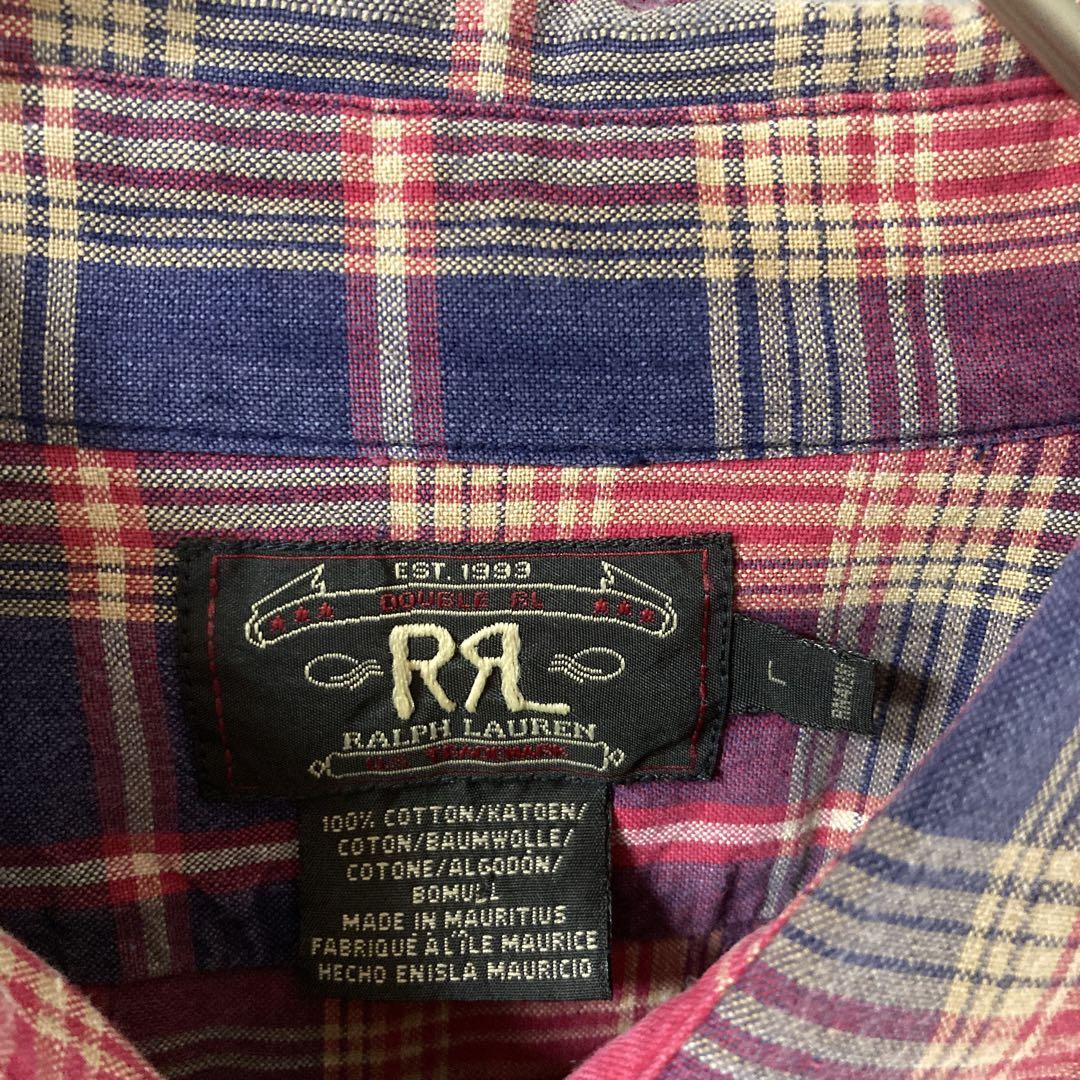 EST. 1993
DOUBLE RL
RRL
RALPH LAUREN
U.S. TRADEMARK
L
100% COTTON/KATOEN/
COTON/BAUMWOLLE/
COTONE/ALGODÓN/
BOMULL
MADE IN MAURITIUS
FABRIQUÉ A L'ÎLE MAURICE
HECHO ENISLA MAURICIO